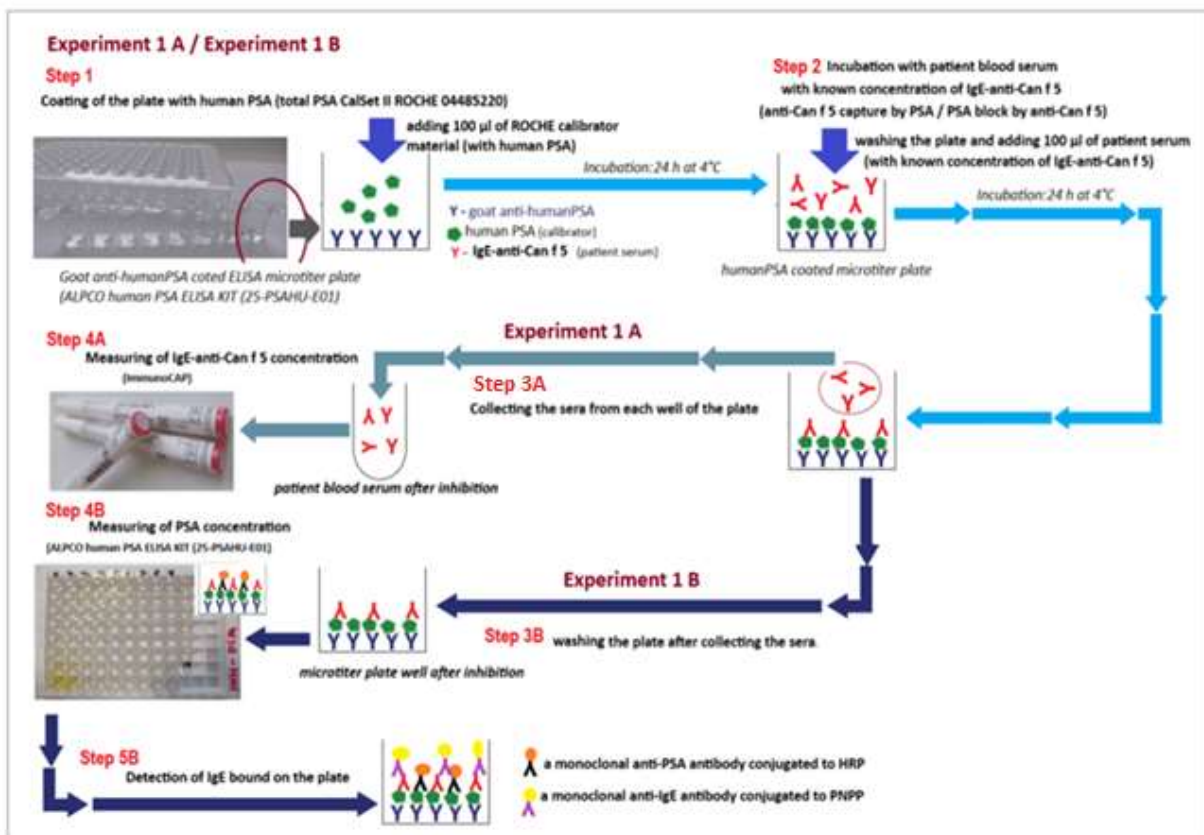 Experiment 1 A / Experiment 1 B
Step 1
Coating of the plate with human PSA (total PSA CalSet II ROCHE 04485220)
adding 100 µl of ROCHE calibrator
material (with human PSA)
Incubation:24 h at 4°C
Y - goat anti-humanPSA
human PSA (calibrator)
Y - IgE-anti-Can f 5 (patient serum)
Goat anti-humanPSA coted ELISA microtiter plate
(ALPCO human PSA ELISA KIT (25-PSAHU-E01)
Step 2 Incubation with patient blood serum
with known concentration of IgE-anti-Can f 5
(anti-Can f 5 capture by PSA / PSA block by anti-Can f 5)
washing the plate and adding 100 µl of patient serum
(with known concentration of IgE-anti-Can f 5)
Incubation:24 h at 4°C
humanPSA coated microtiter plate
Experiment 1 A
Step 4A
Measuring of IgE-anti-Can f 5 concentration
(ImmunoCAP)
Step 3A
Collecting the sera from each well of the plate
patient blood serum after inhibition
Step 4B
Measuring of PSA concentration
(ALPCO human PSA ELISA KIT (25-PSAHU-E01)
Experiment 1 B
Step 3B washing the plate after collecting the sera.
microtiter plate well after inhibition
Step 5B
Detection of IgE bound on the plate
a monoclonal anti-PSA antibody conjugated to HRP
a monoclonal anti-IgE antibody conjugated to PNPP